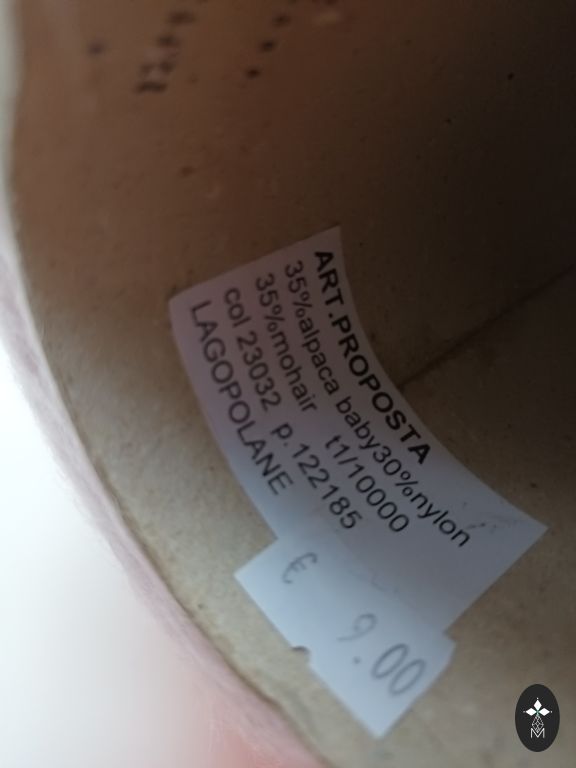 ART.PROPOSTA
35%alpaca baby30%nylon
35%mohair t1/10000
col 23032 p.122185
LAGOPOLANE
€ 9.00
M